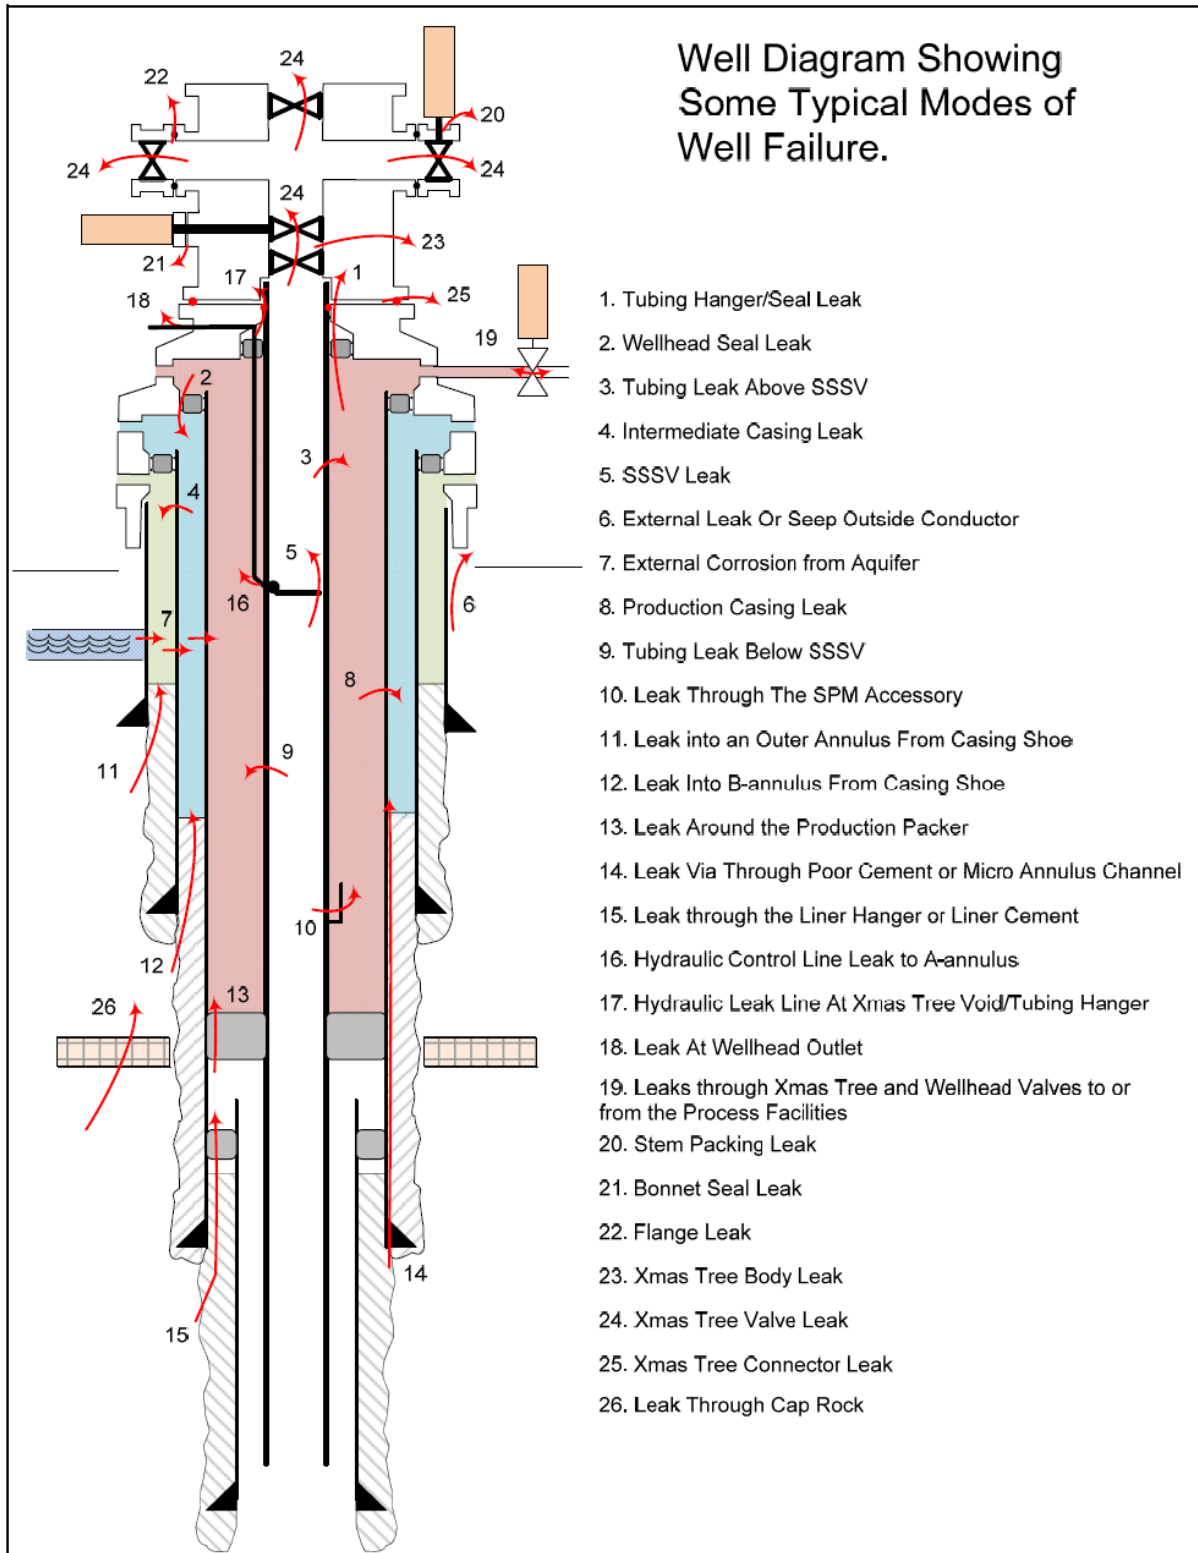 Well Diagram Showing
Some Typical Modes of
Well Failure.
24
22
20
24
24
24
23
21
17
1
25
18
19
2
3
4
5
16
6
7
8
9
11
10
12
13
26
14
15
1. Tubing Hanger/Seal Leak
2. Wellhead Seal Leak
3. Tubing Leak Above SSSV
4. Intermediate Casing Leak
5. SSSV Leak
6. External Leak Or Seep Outside Conductor
7. External Corrosion from Aquifer
8. Production Casing Leak
9. Tubing Leak Below SSSV
10. Leak Through The SPM Accessory
11. Leak into an Outer Annulus From Casing Shoe
12. Leak Into B-annulus From Casing Shoe
13. Leak Around the Production Packer
14. Leak Via Through Poor Cement or Micro Annulus Channel
15. Leak through the Liner Hanger or Liner Cement
16. Hydraulic Control Line Leak to A-annulus
17. Hydraulic Leak Line At Xmas Tree Void/Tubing Hanger
18. Leak At Wellhead Outlet
19. Leaks through Xmas Tree and Wellhead Valves to or
from the Process Facilities
20. Stem Packing Leak
21. Bonnet Seal Leak
22. Flange Leak
23. Xmas Tree Body Leak
24. Xmas Tree Valve Leak
25. Xmas Tree Connector Leak
26. Leak Through Cap Rock